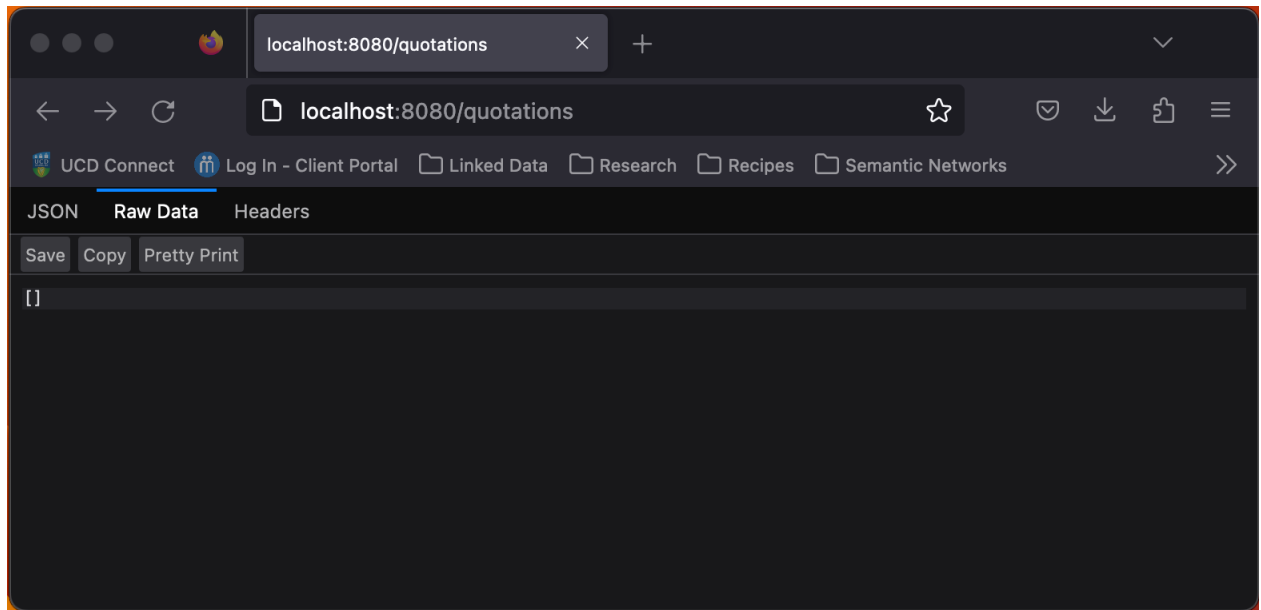 localhost:8080/quotations
localhost:8080/quotations
UCD Connect Log In - Client Portal Linked Data Research Recipes Semantic Networks
JSON Raw Data Headers
Save Copy Pretty Print
[]